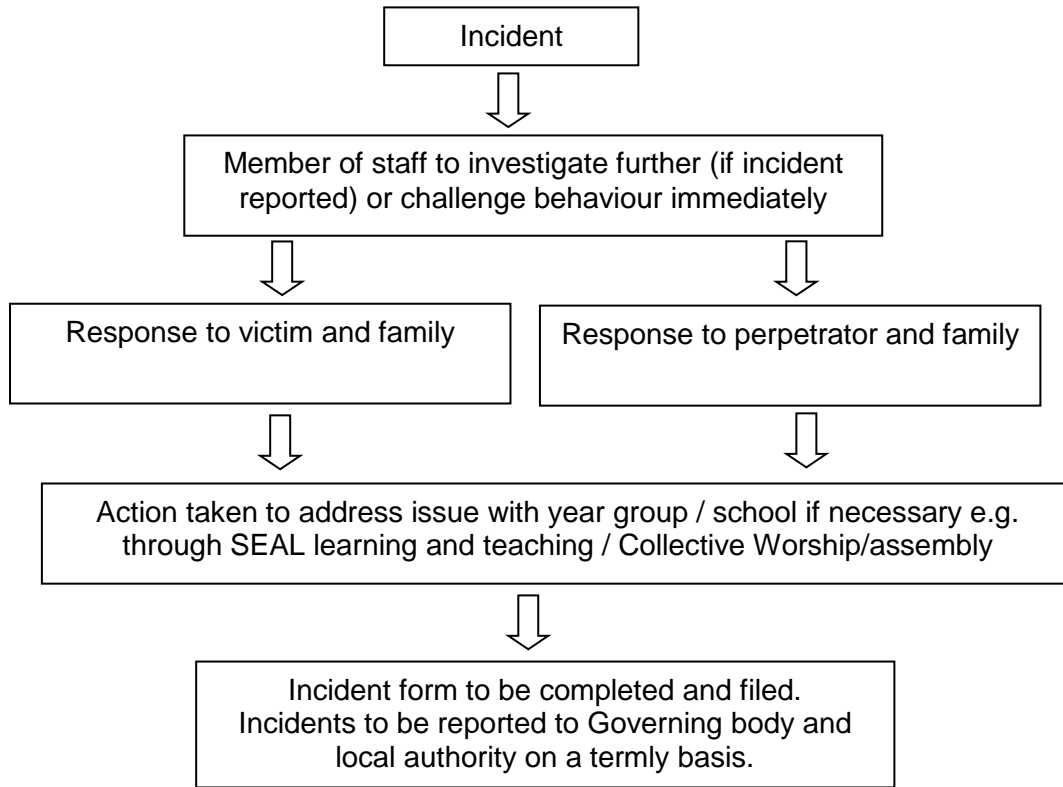 Incident
Member of staff to investigate further (if incident
reported) or challenge behaviour immediately
Response to victim and family
Response to perpetrator and family
Action taken to address issue with year group / school if necessary e.g.
through SEAL learning and teaching / Collective Worship/assembly
Incident form to be completed and filed.
Incidents to be reported to Governing body and
local authority on a termly basis.